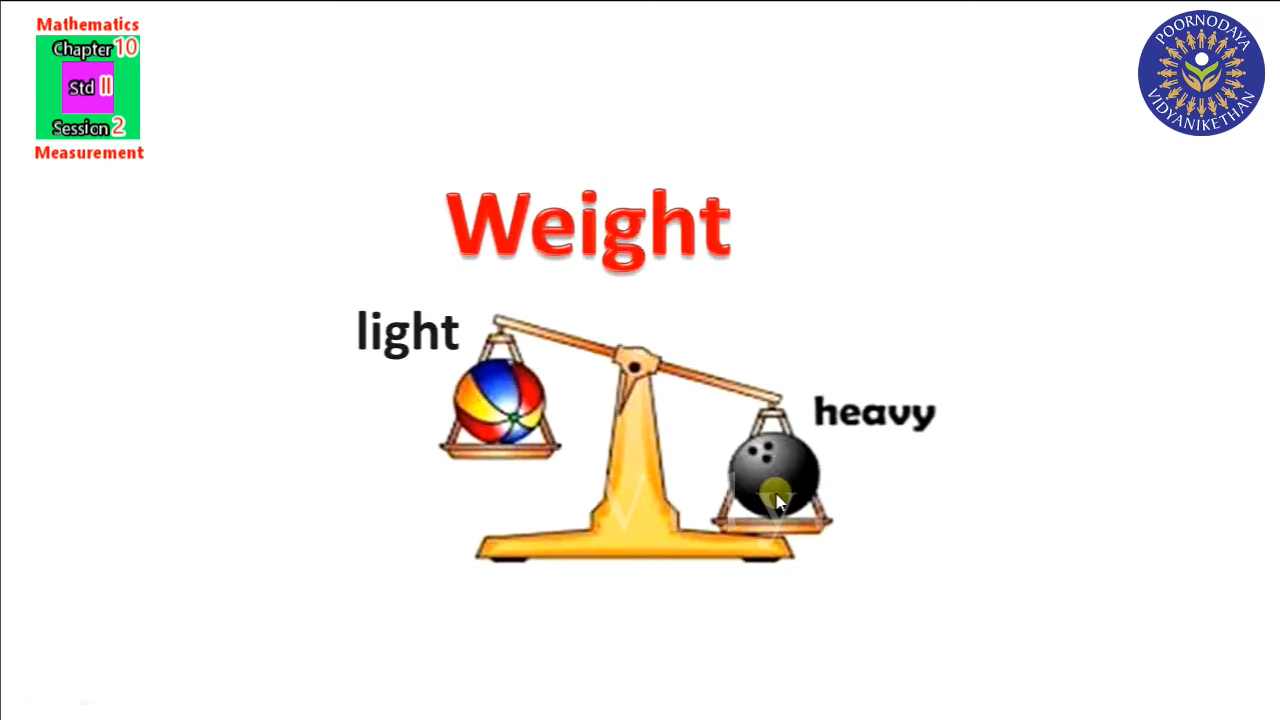 Mathematics
Chapter 10
Std II
Session 2
Measurement
POORNODAYA
VIDYANIKETHAN
Weight
light
heavy